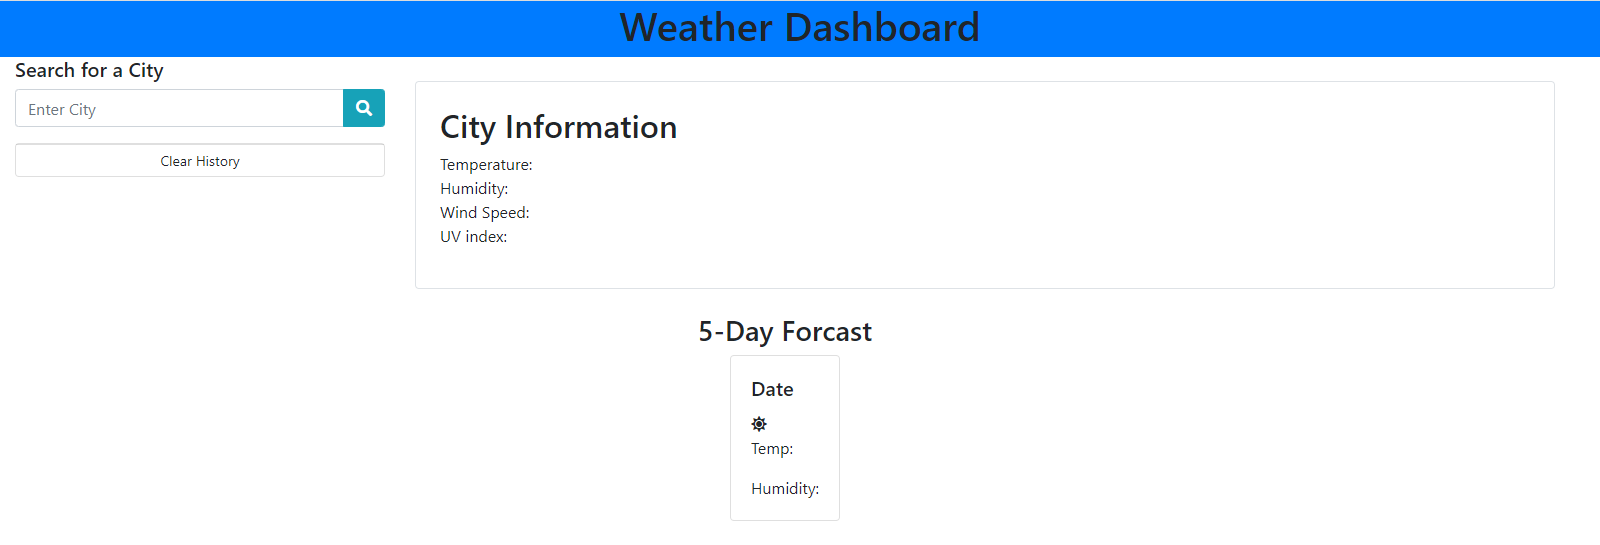 Weather Dashboard
Search for a City
Enter City
Clear History
City Information
Temperature:
Humidity:
Wind Speed:
UV index:
5-Day Forcast
Date
Temp:
Humidity: